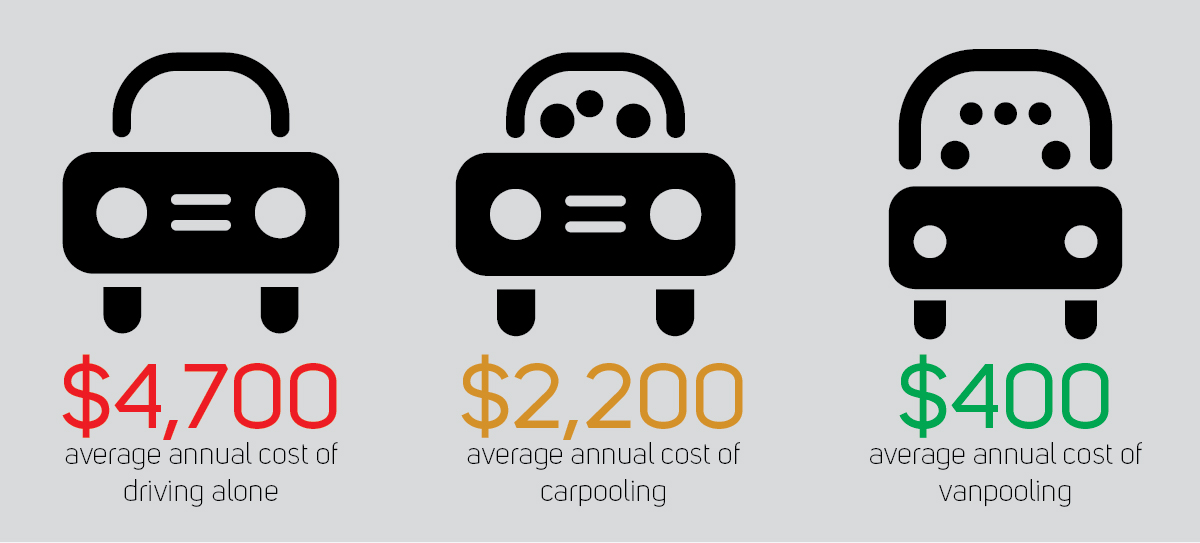 $4,700
average annual cost of
driving alone
$2,200
average annual cost of
carpooling
$400
average annual cost of
vanpooling